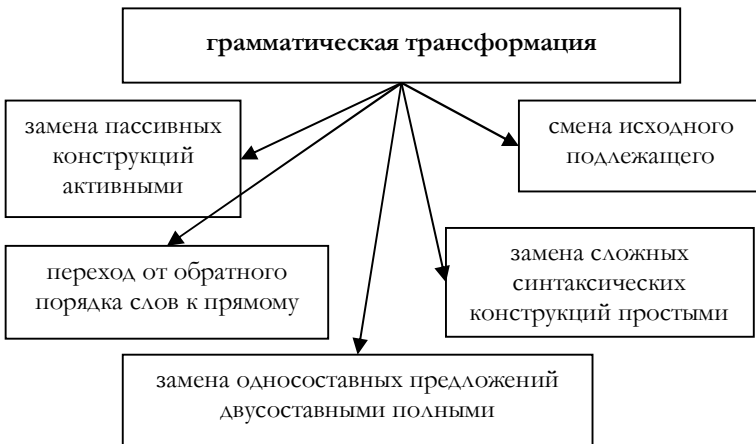 грамматическая трансформация
замена пассивных
конструкций
активными
смена исходного
подлежащего
переход от обратного
порядка слов к прямому
замена сложных
синтаксических
конструкций простыми
замена односоставных предложений
двусоставными полными